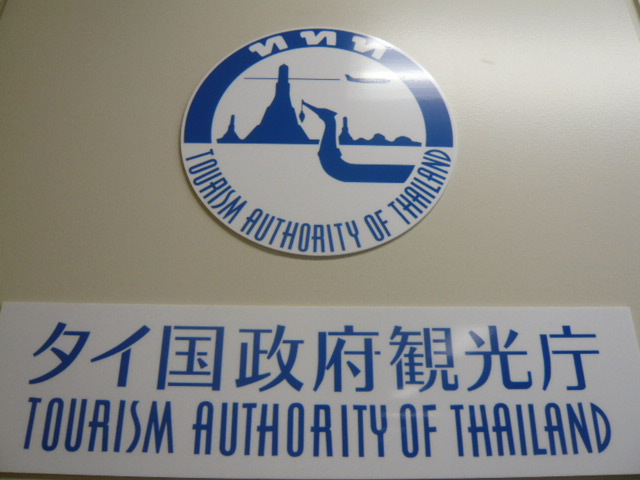 ททท
TOURISM AUTHORITY OF THAILAND
タイ国政府観光庁
TOURISM AUTHORITY OF THAILAND